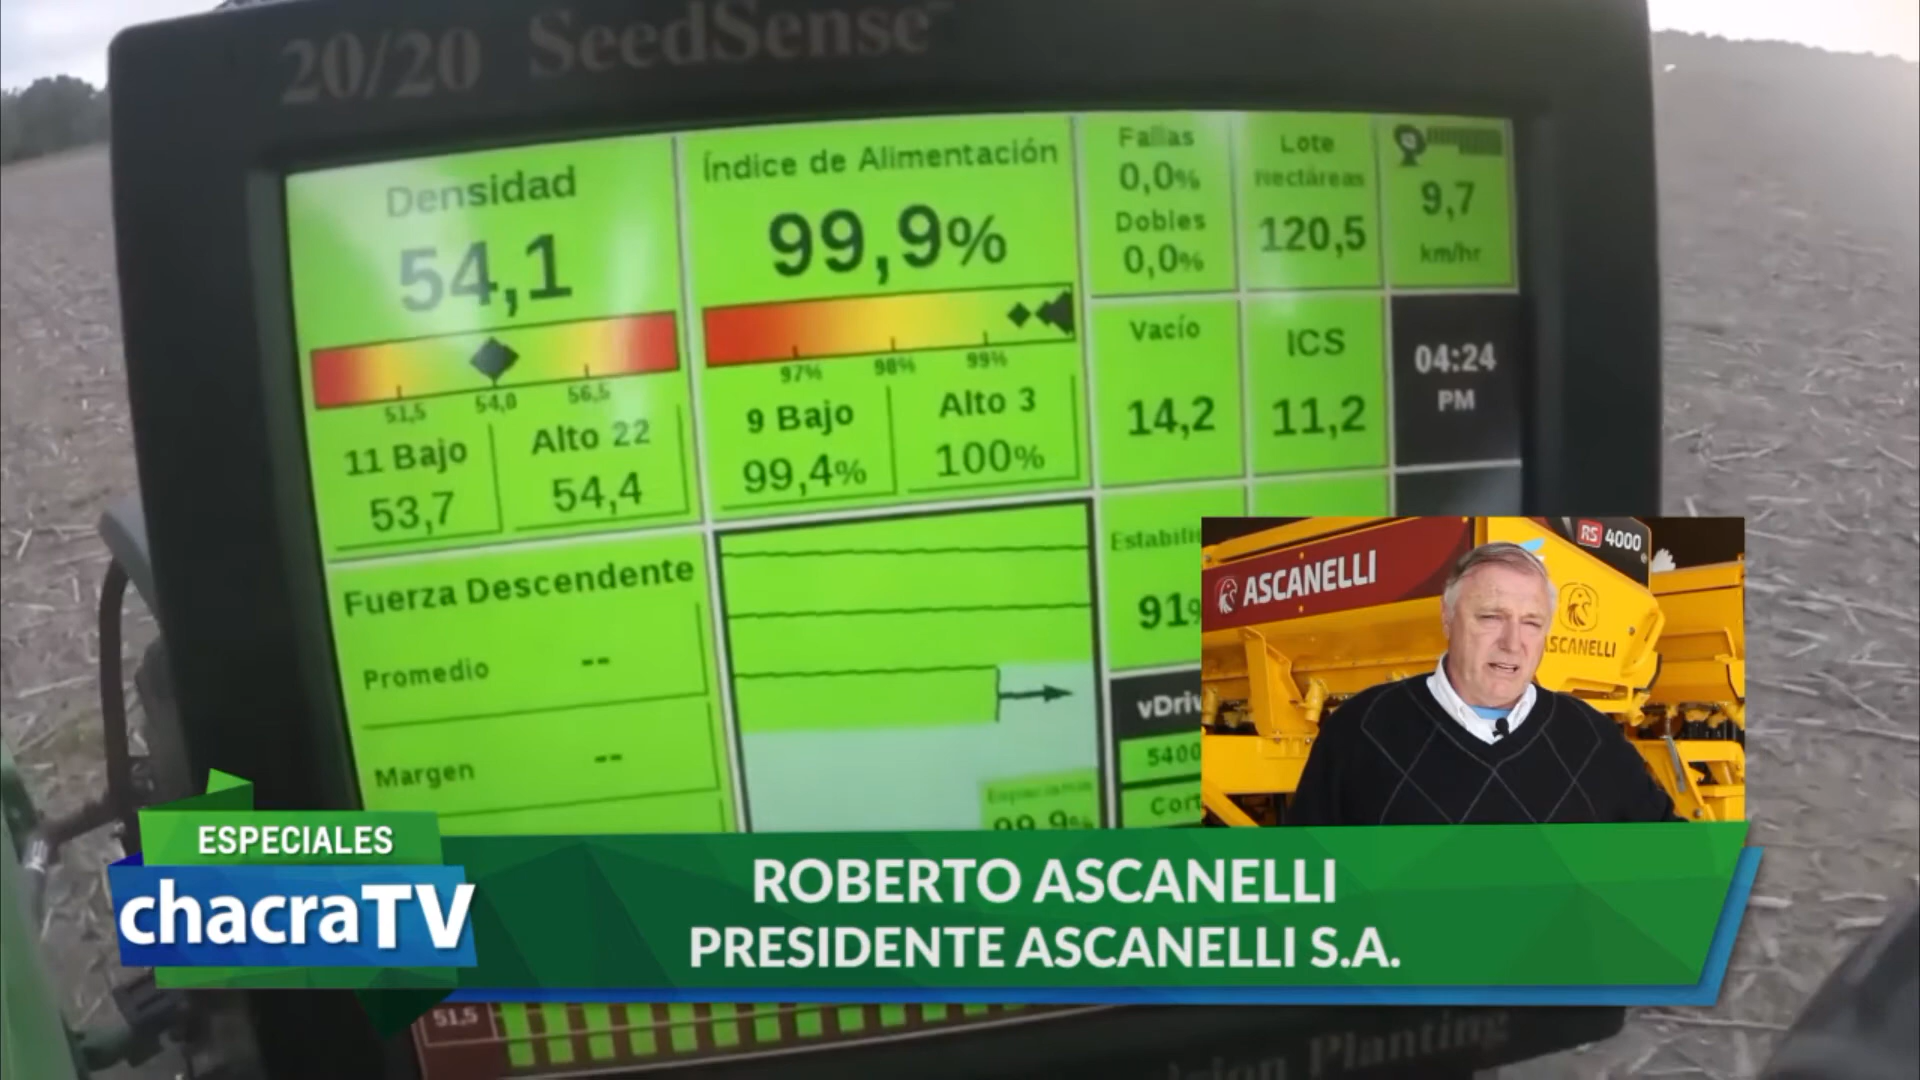 20/20 SeedSense
Densidad
54,1
51,5 54,0 56,5
11 Bajo
53,7
Alto 22
54,4
Índice de Alimentación
99,9%
97% 98% 99%
9 Bajo
99,4%
Alto 3
100%
Fallas
0,0%
Dobles
0,0%
Lote
Hectáreas
120,5
9,7
km/hr
Vacío
14,2
ICS
11,2
04:24
PM
Fuerza Descendente
Promedio --
Margen --
99,9%
91%
5400
ASCANELLI
RS 4000
ASCANELLI
ESPECIALES
chacraTV
ROBERTO ASCANELLI
PRESIDENTE ASCANELLI S.A.
51,5
Planting